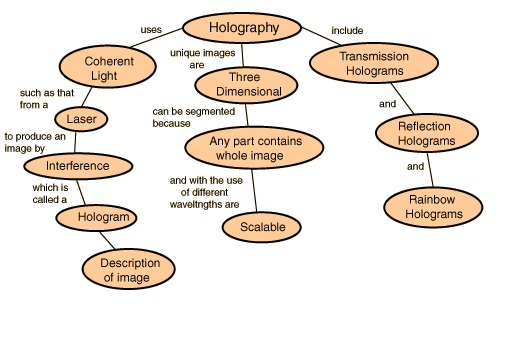 Holography
uses
unique images
are
include
Coherent
Light
Three
Dimensional
Transmission
Holograms
such as that
from a
can be segmented
because
and
Laser
Any part contains
whole image
Reflection
Holograms
to produce an
image by
Interference
and with the use
of different
waveltngths are
and
which is
called a
Hologram
Scalable
Rainbow
Holograms
Description
of image